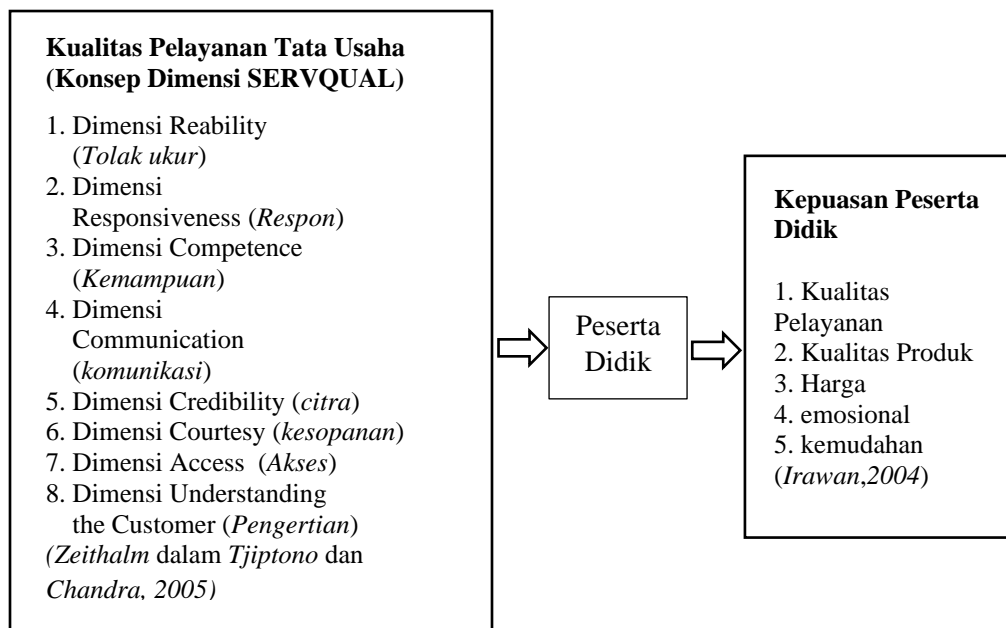 Kualitas Pelayanan Tata Usaha
(Konsep Dimensi SERVQUAL)
1. Dimensi Reability
(Tolak ukur)
2. Dimensi
Responsiveness (Respon)
3. Dimensi Competence
(Kemampuan)
4. Dimensi
Communication
(komunikasi)
5. Dimensi Credibility (citra)
6. Dimensi Courtesy (kesopanan)
7. Dimensi Access (Akses)
8. Dimensi Understanding
the Customer (Pengertian)
(Zeithalm dalam Tjiptono dan
Chandra, 2005)
Peserta
Didik
Kepuasan Peserta
Didik
1. Kualitas
Pelayanan
2. Kualitas Produk
3. Harga
4. emosional
5. kemudahan
(Irawan,2004)